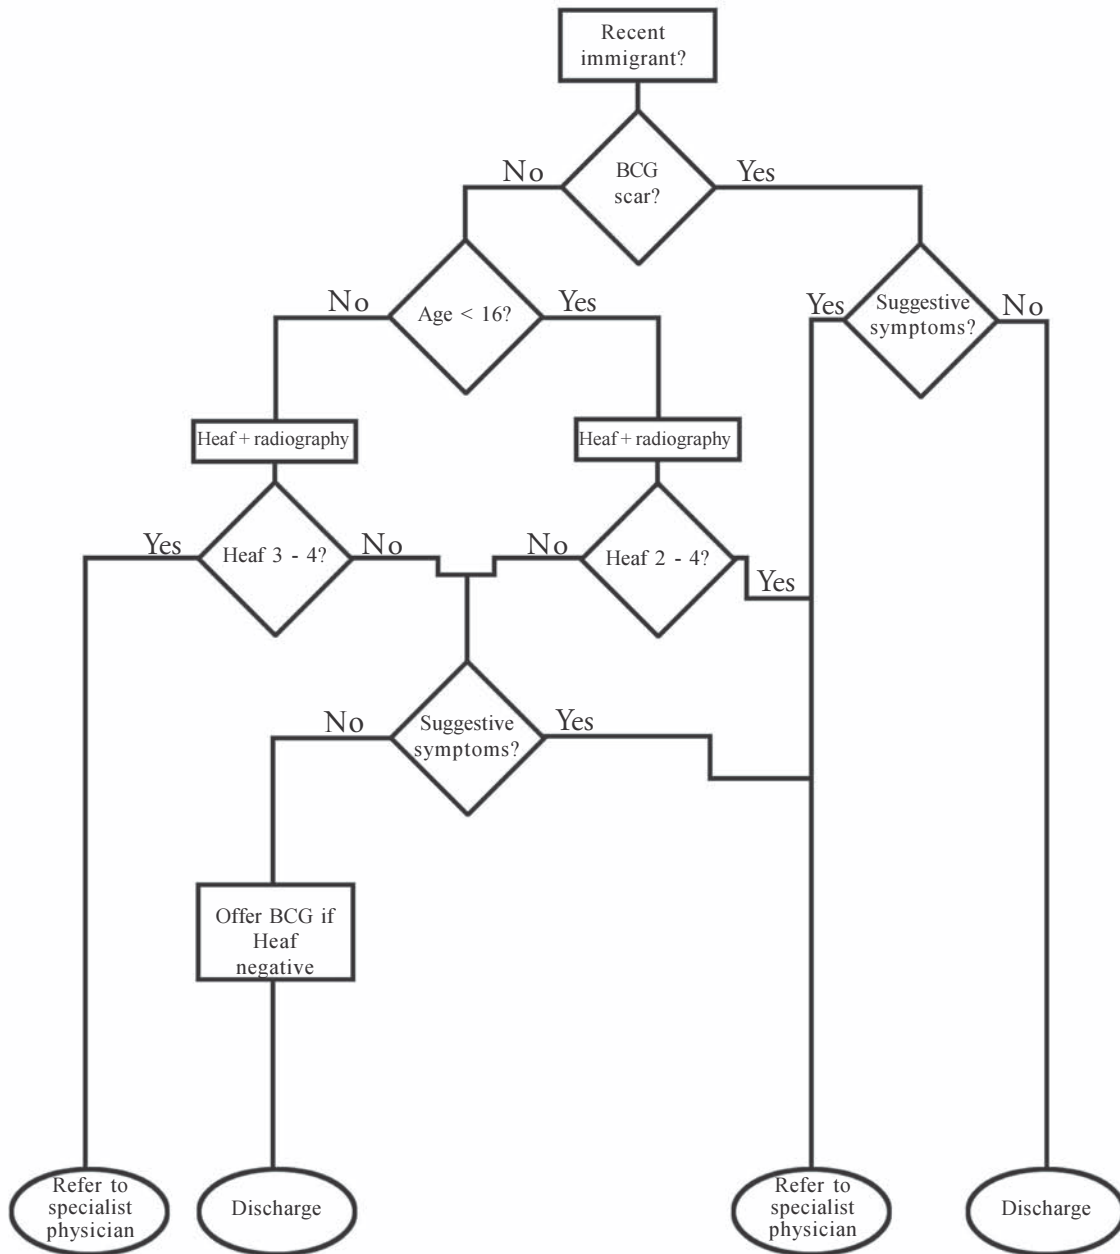 Recent
immigrant?
No
BCG
scar?
Yes
No
Age < 16?
Yes
Yes
Suggestive
symptoms?
No
Heaf + radiography
Heaf + radiography
Yes
Heaf 3 - 4?
No
No
Heaf 2 - 4?
Yes
No
Suggestive
symptoms?
Yes
Offer BCG if
Heaf
negative
Refer to
specialist
physician
Discharge
Refer to
specialist
physician
Discharge